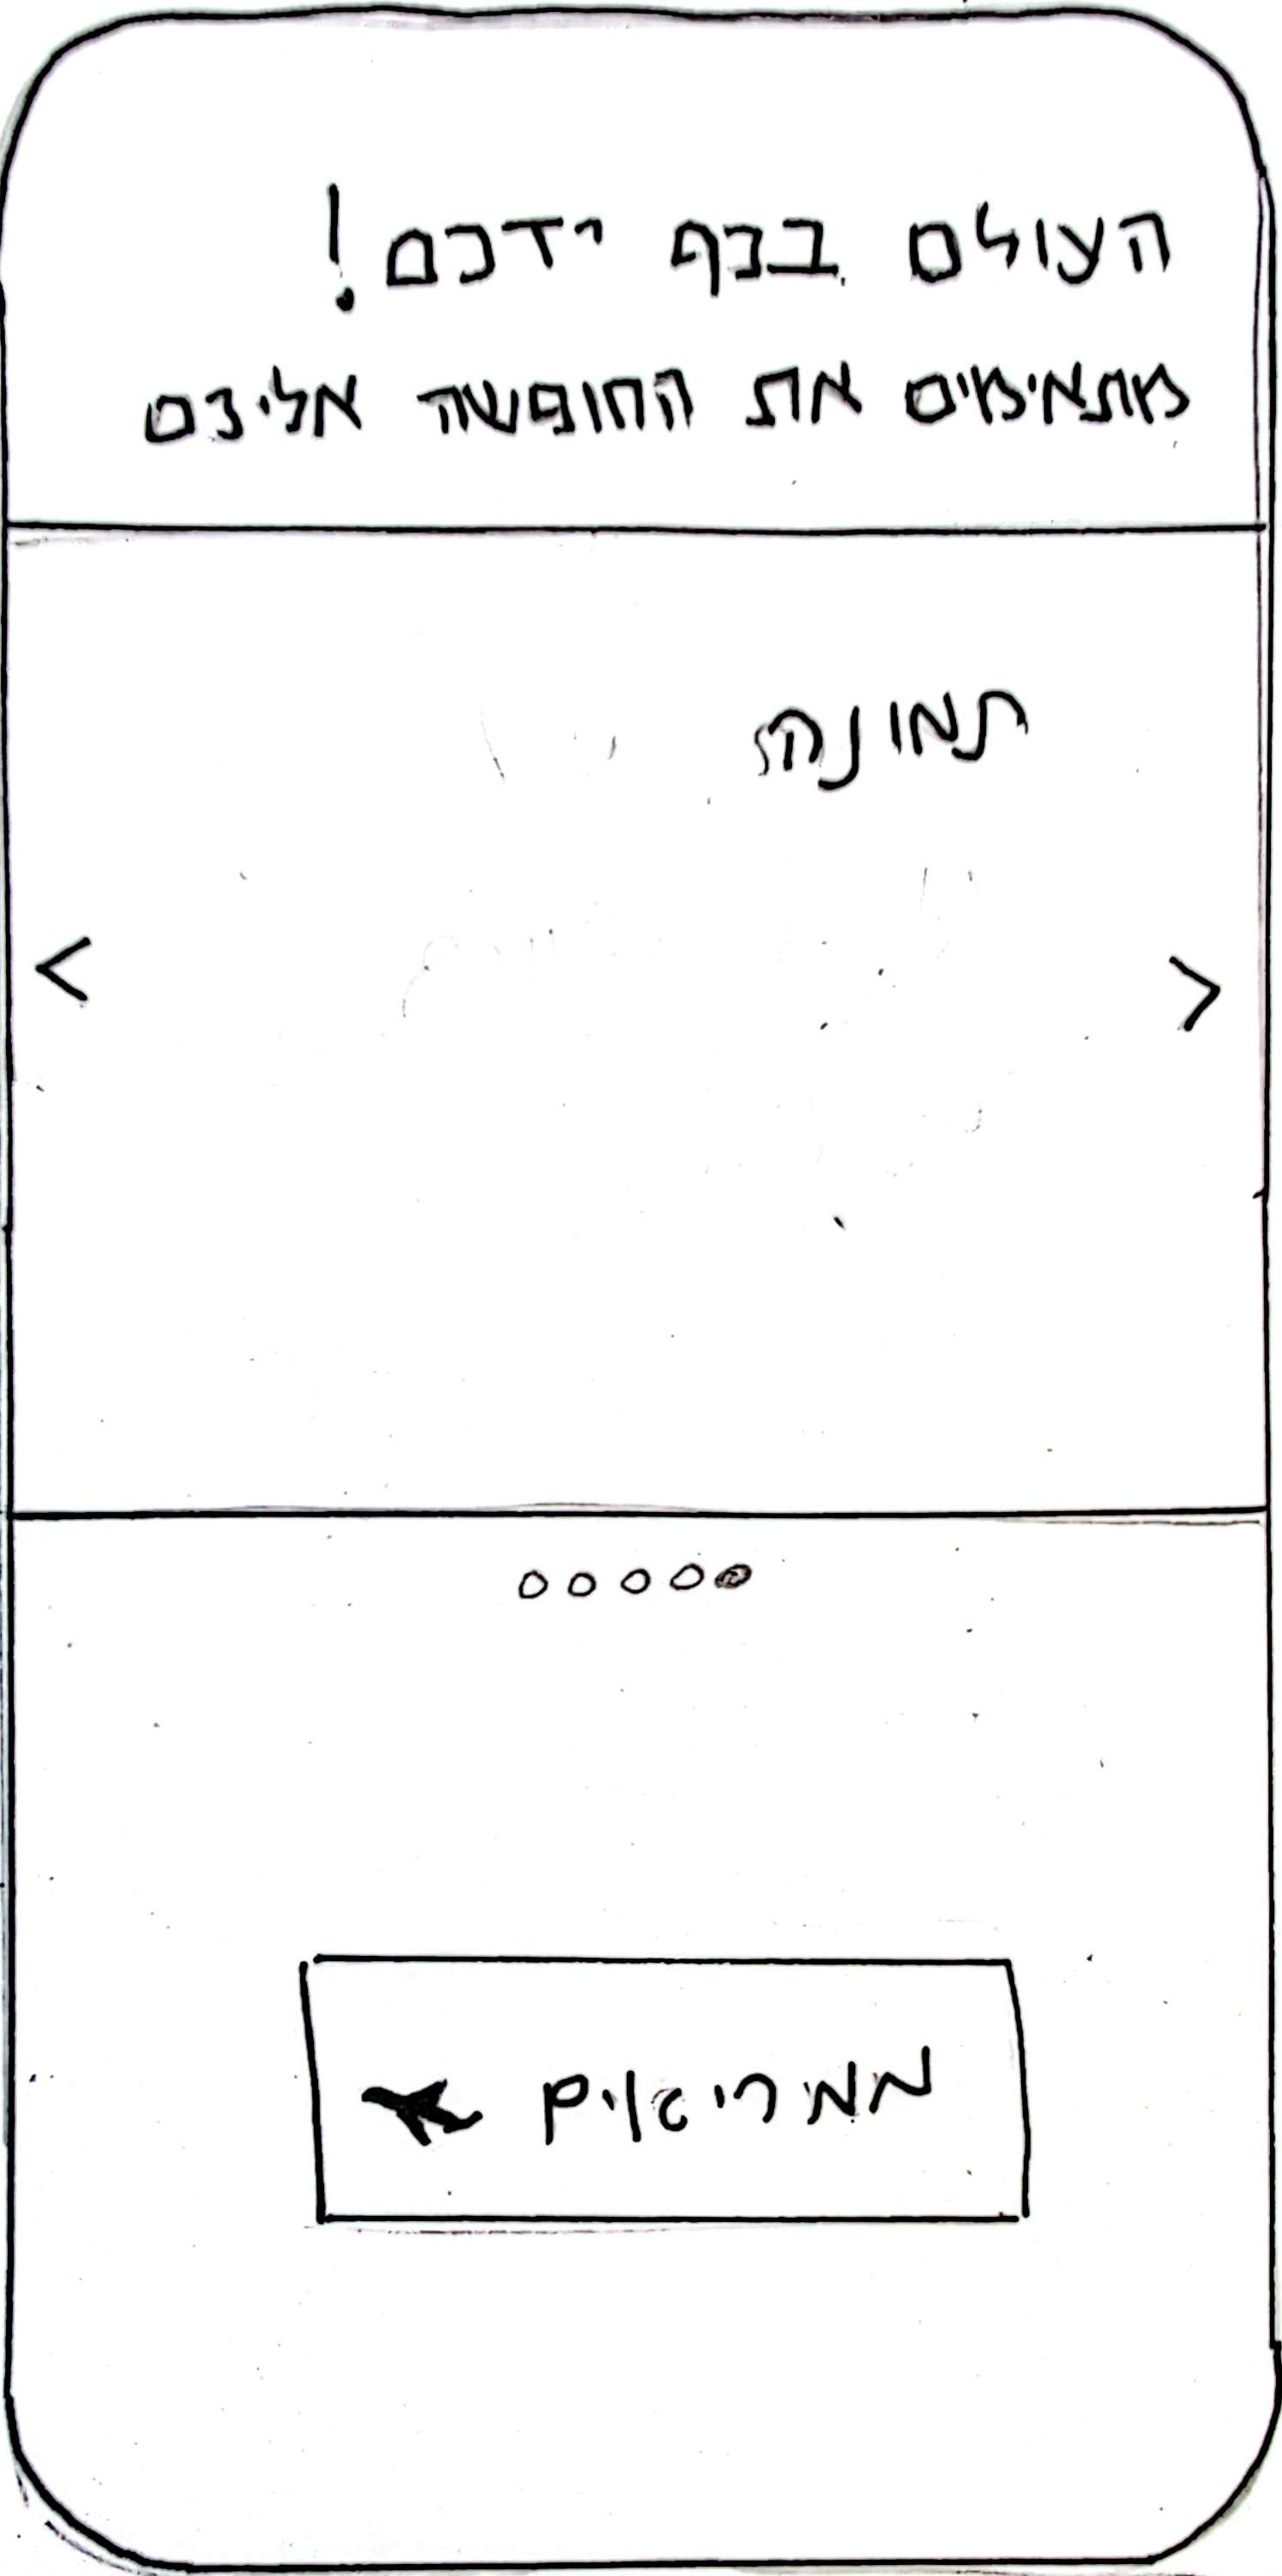 העולם בכף ידכם!
מתאימים את החופשה אליכם
תמונה
<
>
ממריאים